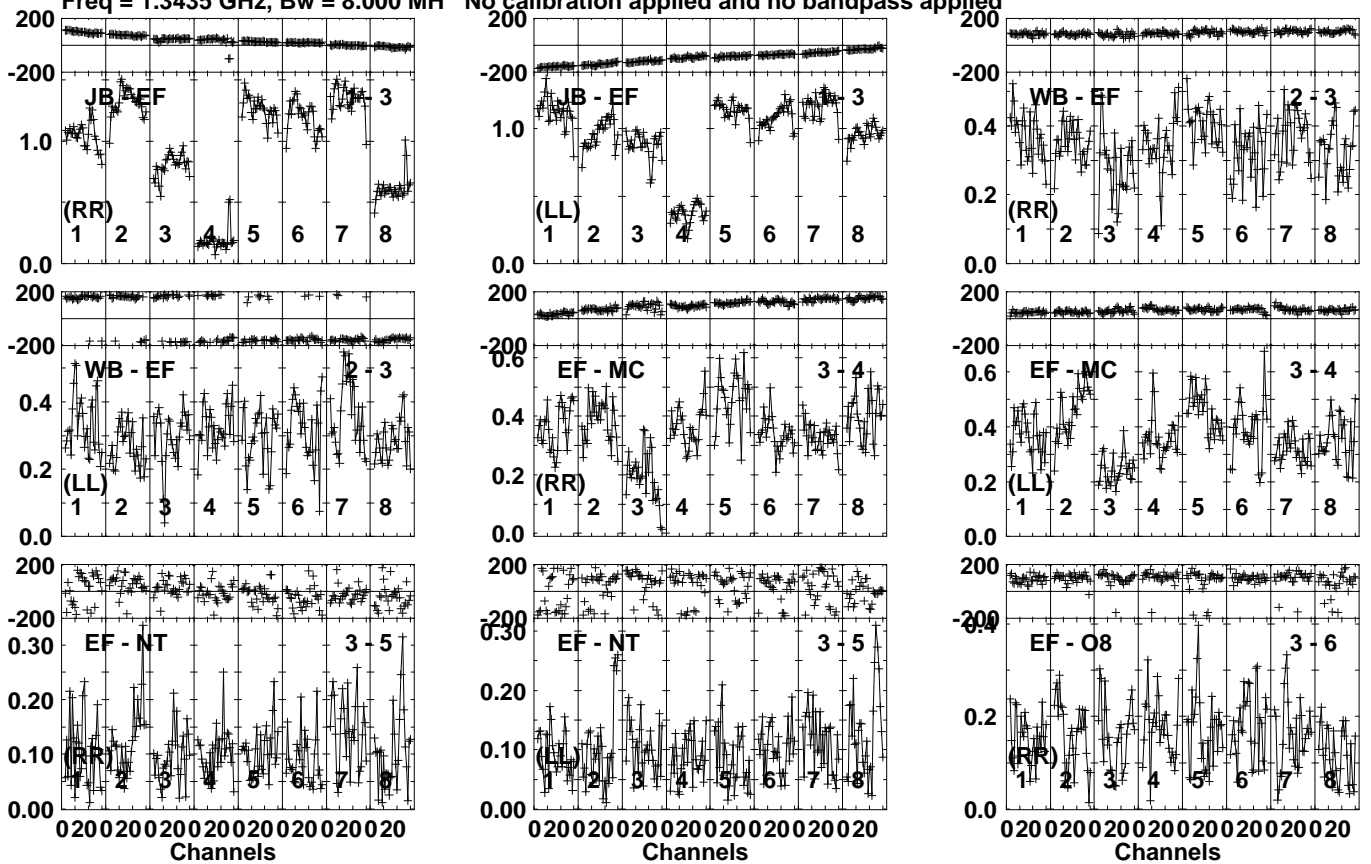 Freq = 1.3435 GHz, Bw = 8.000 MH No calibration applied and no bandpass applied
200 200 200
-200 -200 -200
JB - EF 1 - 3 JB - EF 1 - 3 WB - EF 2 - 3
1.0 1.0 0.4
0.2
(RR) (LL) (RR)
1 2 3 4 5 6 7 8 1 2 3 4 5 6 7 8 1 2 3 4 5 6 7 8
0.0 0.0 0.0
200 200 200
-200 -200 -200
0.6
WB - EF 2 - 3 EF - MC 3 - 4 EF - MC 3 - 4
0.6
0.4 0.4 0.4
0.2 0.2 0.2
(LL) (RR) (LL)
1 2 3 4 5 6 7 8 1 2 3 4 5 6 7 8 1 2 3 4 5 6 7 8
0.0 0.0 0.0
200 200 200
-200 -200 -200
0.30 0.30 0.4
EF - NT 3 - 5 EF - NT 3 - 5 EF - O8 3 - 6
0.20 0.20 0.2
0.10 0.10
(RR) (LL) (RR)
1 2 3 4 5 6 7 8 1 2 3 4 5 6 7 8 1 2 3 4 5 6 7 8
0.00 0.00 0.0
0 20 0 20 0 20 0 20 0 20 0 20 0 20 0 20 0 20 0 20 0 20 0 20 0 20 0 20 0 20 0 20 0 20 0 20 0 20 0 20 0 20 0 20 0 20 0 20
Channels Channels Channels